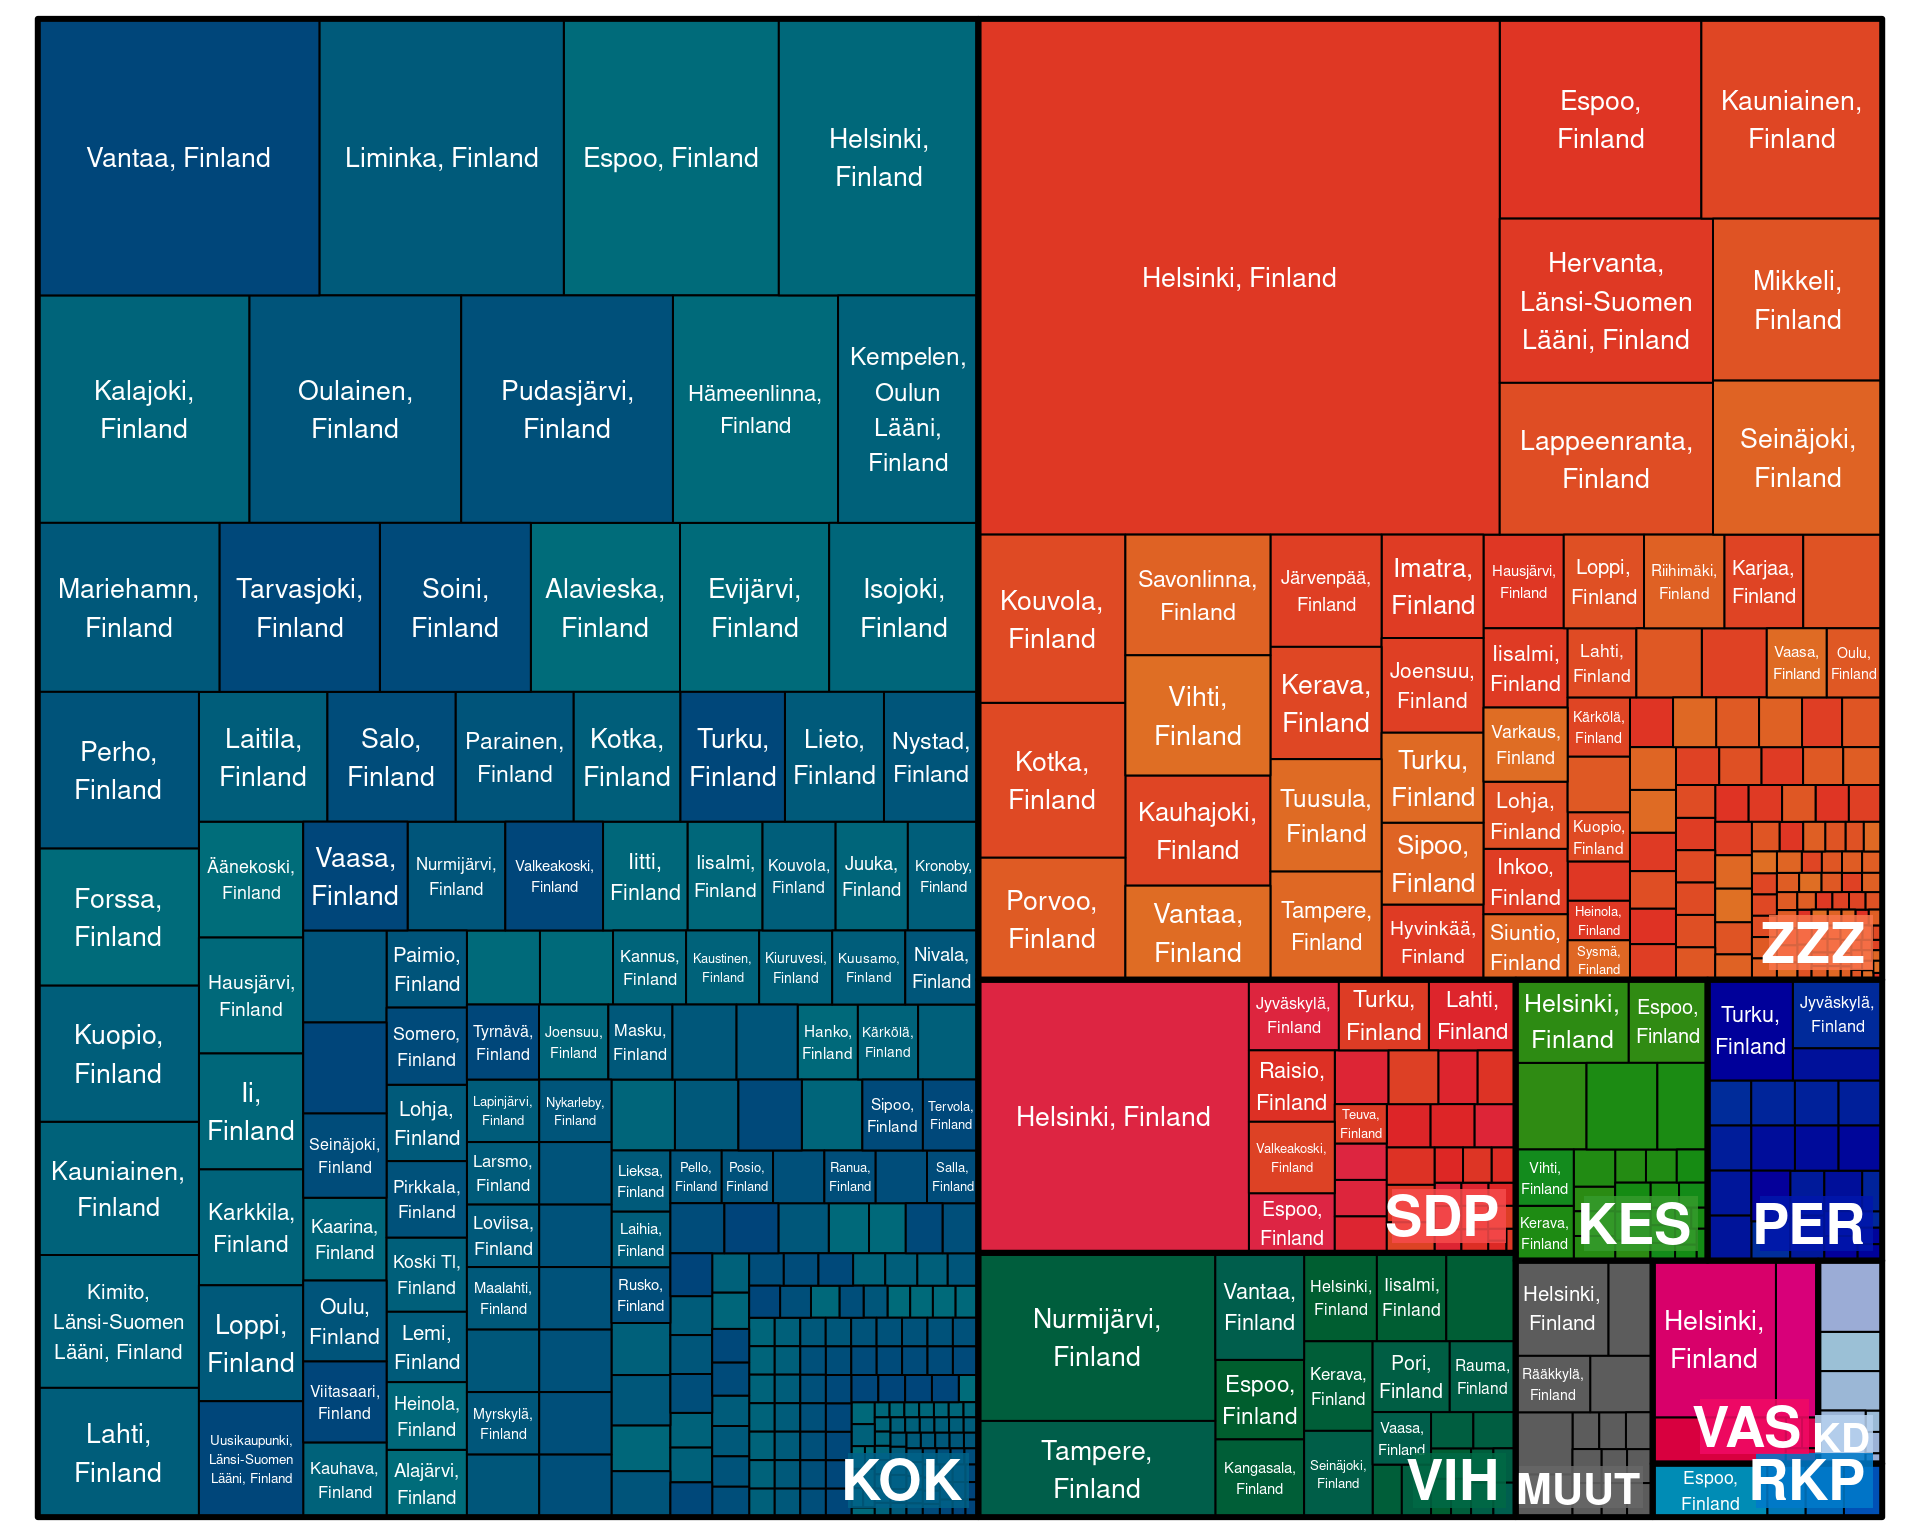 Vantaa, Finland
Liminka, Finland
Espoo, Finland
Helsinki,
Finland
Kalajoki,
Finland
Oulainen,
Finland
Pudasjärvi,
Finland
Hämeenlinna,
Finland
Kempelen,
Oulun
Lääni,
Finland
Mariehamn,
Finland
Tarvasjoki,
Finland
Soini,
Finland
Alavieska,
Finland
Evijärvi,
Finland
Isojoki,
Finland
Perho,
Finland
Forssa,
Finland
Kuopio,
Finland
Kauniainen,
Finland
Kimito,
Länsi-Suomen
Lääni, Finland
Lahti,
Finland
Laitila,
Finland
Salo,
Finland
Parainen,
Finland
Kotka,
Finland
Turku,
Finland
Lieto,
Finland
Nystad,
Finland
Äänekoski,
Finland
Hausjärvi,
Finland
Ii,
Finland
Karkkila,
Finland
Loppi,
Finland
Uusikaupunki,
Länsi-Suomen
Lääni, Finland
Vaasa,
Finland
Nurmijärvi,
Finland
Valkeakoski,
Finland
Iitti,
Finland
Iisalmi,
Finland
Kouvola,
Finland
Juuka,
Finland
Kronoby,
Finland
Seinäjoki,
Finland
Kaarina,
Finland
Oulu,
Finland
Viitasaari,
Finland
Kauhava,
Finland
Paimio,
Finland
Somero,
Finland
Lohja,
Finland
Pirkkala,
Finland
Koski Tl,
Finland
Lemi,
Finland
Heinola,
Finland
Alajärvi,
Finland
Kannus,
Finland
Kaustinen,
Finland
Kiuruvesi,
Finland
Kuusamo,
Finland
Nivala,
Finland
Tyrnävä,
Finland
Joensuu,
Finland
Masku,
Finland
Hanko,
Finland
Kärkölä,
Finland
Lapinjärvi,
Finland
Nykarleby,
Finland
Sipoo,
Finland
Tervola,
Finland
Larsmo,
Finland
Loviisa,
Finland
Maalahti,
Finland
Myrskylä,
Finland
Lieksa,
Finland
Laihia,
Finland
Rusko,
Finland
Pello,
Finland
Posio,
Finland
Ranua,
Finland
Salla,
Finland
KOK
Helsinki, Finland
Espoo,
Finland
Kauniainen,
Finland
Hervanta,
Länsi-Suomen
Lääni, Finland
Mikkeli,
Finland
Lappeenranta,
Finland
Seinäjoki,
Finland
Kouvola,
Finland
Kotka,
Finland
Porvoo,
Finland
Savonlinna,
Finland
Vihti,
Finland
Kauhajoki,
Finland
Vantaa,
Finland
Järvenpää,
Finland
Kerava,
Finland
Tuusula,
Finland
Tampere,
Finland
Imatra,
Finland
Joensuu,
Finland
Turku,
Finland
Sipoo,
Finland
Hyvinkää,
Finland
Hausjärvi,
Finland
Loppi,
Finland
Riihimäki,
Finland
Karjaa,
Finland
Iisalmi,
Finland
Varkaus,
Finland
Lohja,
Finland
Inkoo,
Finland
Siuntio,
Finland
Lahti,
Finland
Vaasa,
Finland
Oulu,
Finland
Kärkölä,
Finland
Kuopio,
Finland
Heinola,
Finland
Sysmä,
Finland
ZZZ
Helsinki, Finland
Jyväskylä,
Finland
Turku,
Finland
Lahti,
Finland
Raisio,
Finland
Valkeakoski,
Finland
Espoo,
Finland
Teuva,
Finland
SDP
Helsinki,
Finland
Espoo,
Finland
Vihti,
Finland
Kerava,
Finland
KES
Turku,
Finland
Jyväskylä,
Finland
PER
Nurmijärvi,
Finland
Tampere,
Finland
Vantaa,
Finland
Espoo,
Finland
Kangasala,
Finland
Helsinki,
Finland
Iisalmi,
Finland
Kerava,
Finland
Seinäjoki,
Finland
Pori,
Finland
Rauma,
Finland
Vaasa,
Finland
VIH
Helsinki,
Finland
Rääkkylä,
Finland
MUUT
Helsinki,
Finland
VAS
KD
Espoo,
Finland
RKP